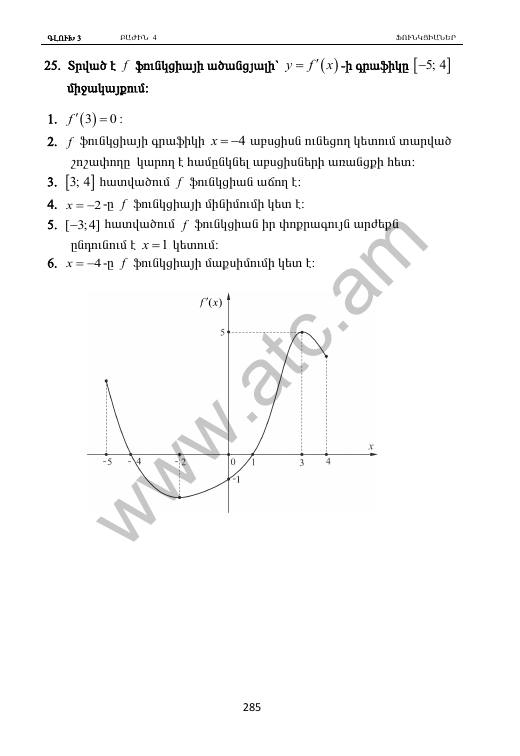 ԳԼՈՒԽ 3 ԲԱԺԻՆ 4 ՖՈՒՆԿՑԻԱՆԵՐ
25. Տրված է f ֆունկցիայի ածանցյալի՝ y = f′(x)-ի գրաֆիկը [−5; 4]
միջակայքում:
1. f′(3) = 0 :
2. f ֆունկցիայի գրաֆիկի x = −4 աբսցիս ունեցող կետում տարված
շոշափողը կարող է համընկնել աբսցիսների առանցքի հետ:
3. [3; 4] հատվածում f ֆունկցիան աճող է:
4. x = −2-ը f ֆունկցիայի մինիմումի կետ է:
5. [−3;4] հատվածում f ֆունկցիան իր փոքրագույն արժեքն
ընդունում է x = 1 կետում:
6. x = −4-ը f ֆունկցիայի մաքսիմումի կետ է:
f′(x)
5
x
−5 −4 −2 0 1 3 4
−1
www.atc.am
285